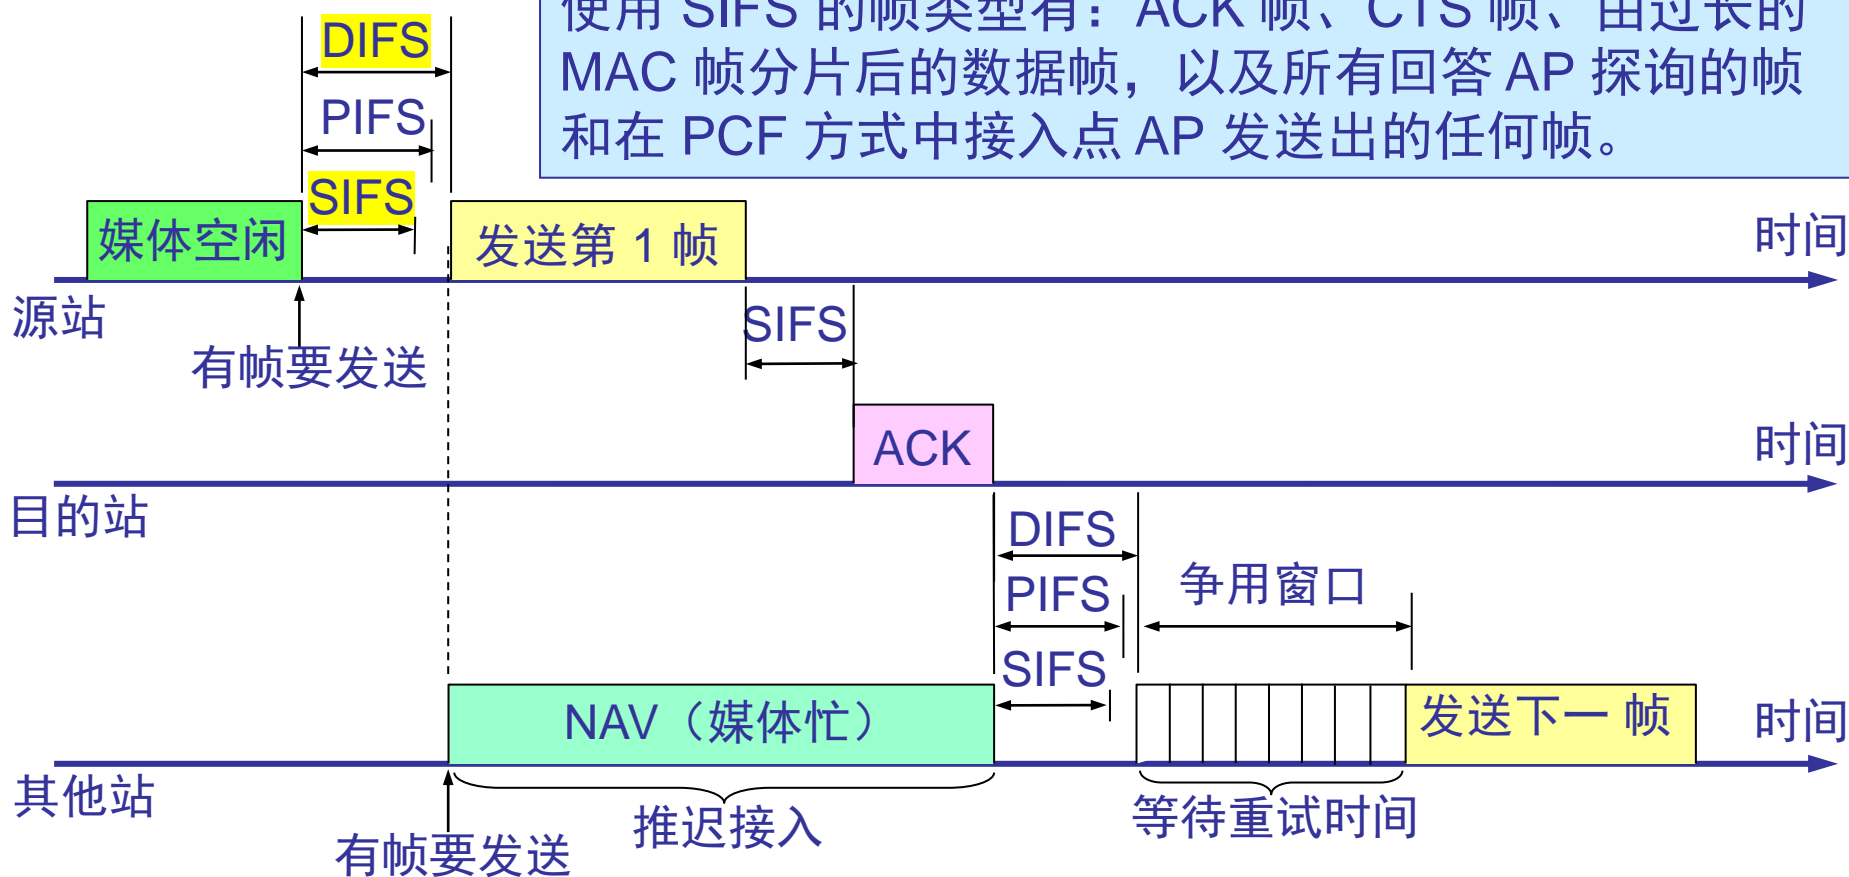 使用 SIFS 的帧类型有：ACK 帧、CTS 帧、由过长的
MAC 帧分片后的数据帧，以及所有回答 AP 探询的帧
和在 PCF 方式中接入点 AP 发送出的任何帧。
DIFS
PIFS
SIFS
媒体空闲
发送第 1 帧
时间
源站
有帧要发送
SIFS
ACK
时间
目的站
DIFS
PIFS
争用窗口
SIFS
NAV（媒体忙）
发送下一 帧
时间
其他站
有帧要发送
推迟接入
等待重试时间